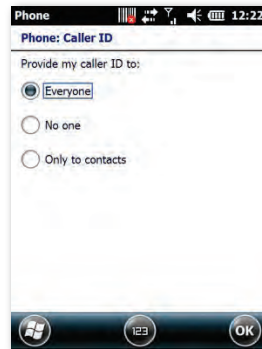 Phone 12:22
Phone: Caller ID
Provide my caller ID to:
Everyone
No one
Only to contacts
123
OK